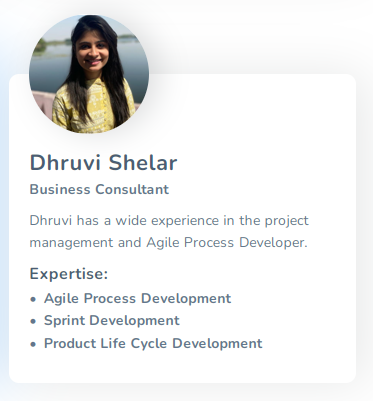 Dhruvi Shelar
Business Consultant
Dhruvi has a wide experience in the project
management and Agile Process Developer.
Expertise:
• Agile Process Development
• Sprint Development
• Product Life Cycle Development